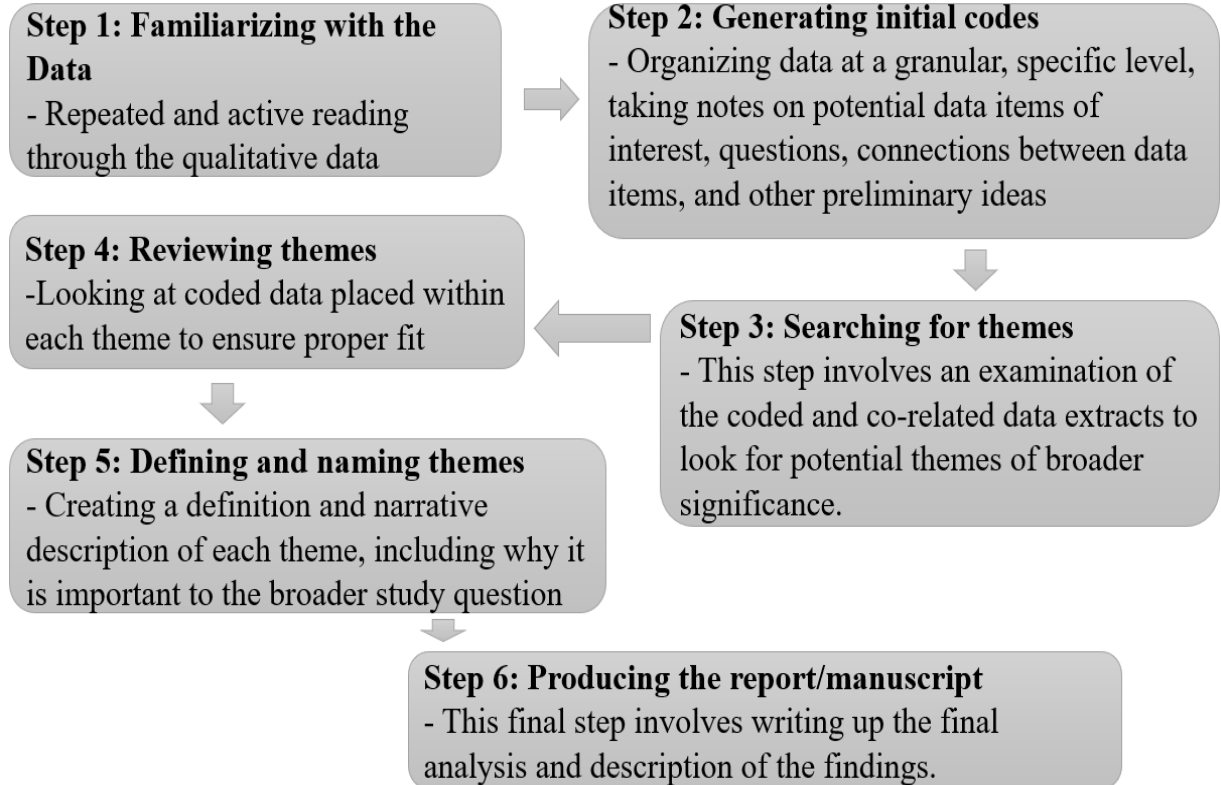 Step 1: Familiarizing with the
Data
- Repeated and active reading
through the qualitative data
Step 2: Generating initial codes
- Organizing data at a granular, specific level,
taking notes on potential data items of
interest, questions, connections between data
items, and other preliminary ideas
Step 3: Searching for themes
- This step involves an examination of
the coded and co-related data extracts to
look for potential themes of broader
significance.
Step 4: Reviewing themes
-Looking at coded data placed within
each theme to ensure proper fit
Step 5: Defining and naming themes
- Creating a definition and narrative
description of each theme, including why it
is important to the broader study question
Step 6: Producing the report/manuscript
- This final step involves writing up the final
analysis and description of the findings.